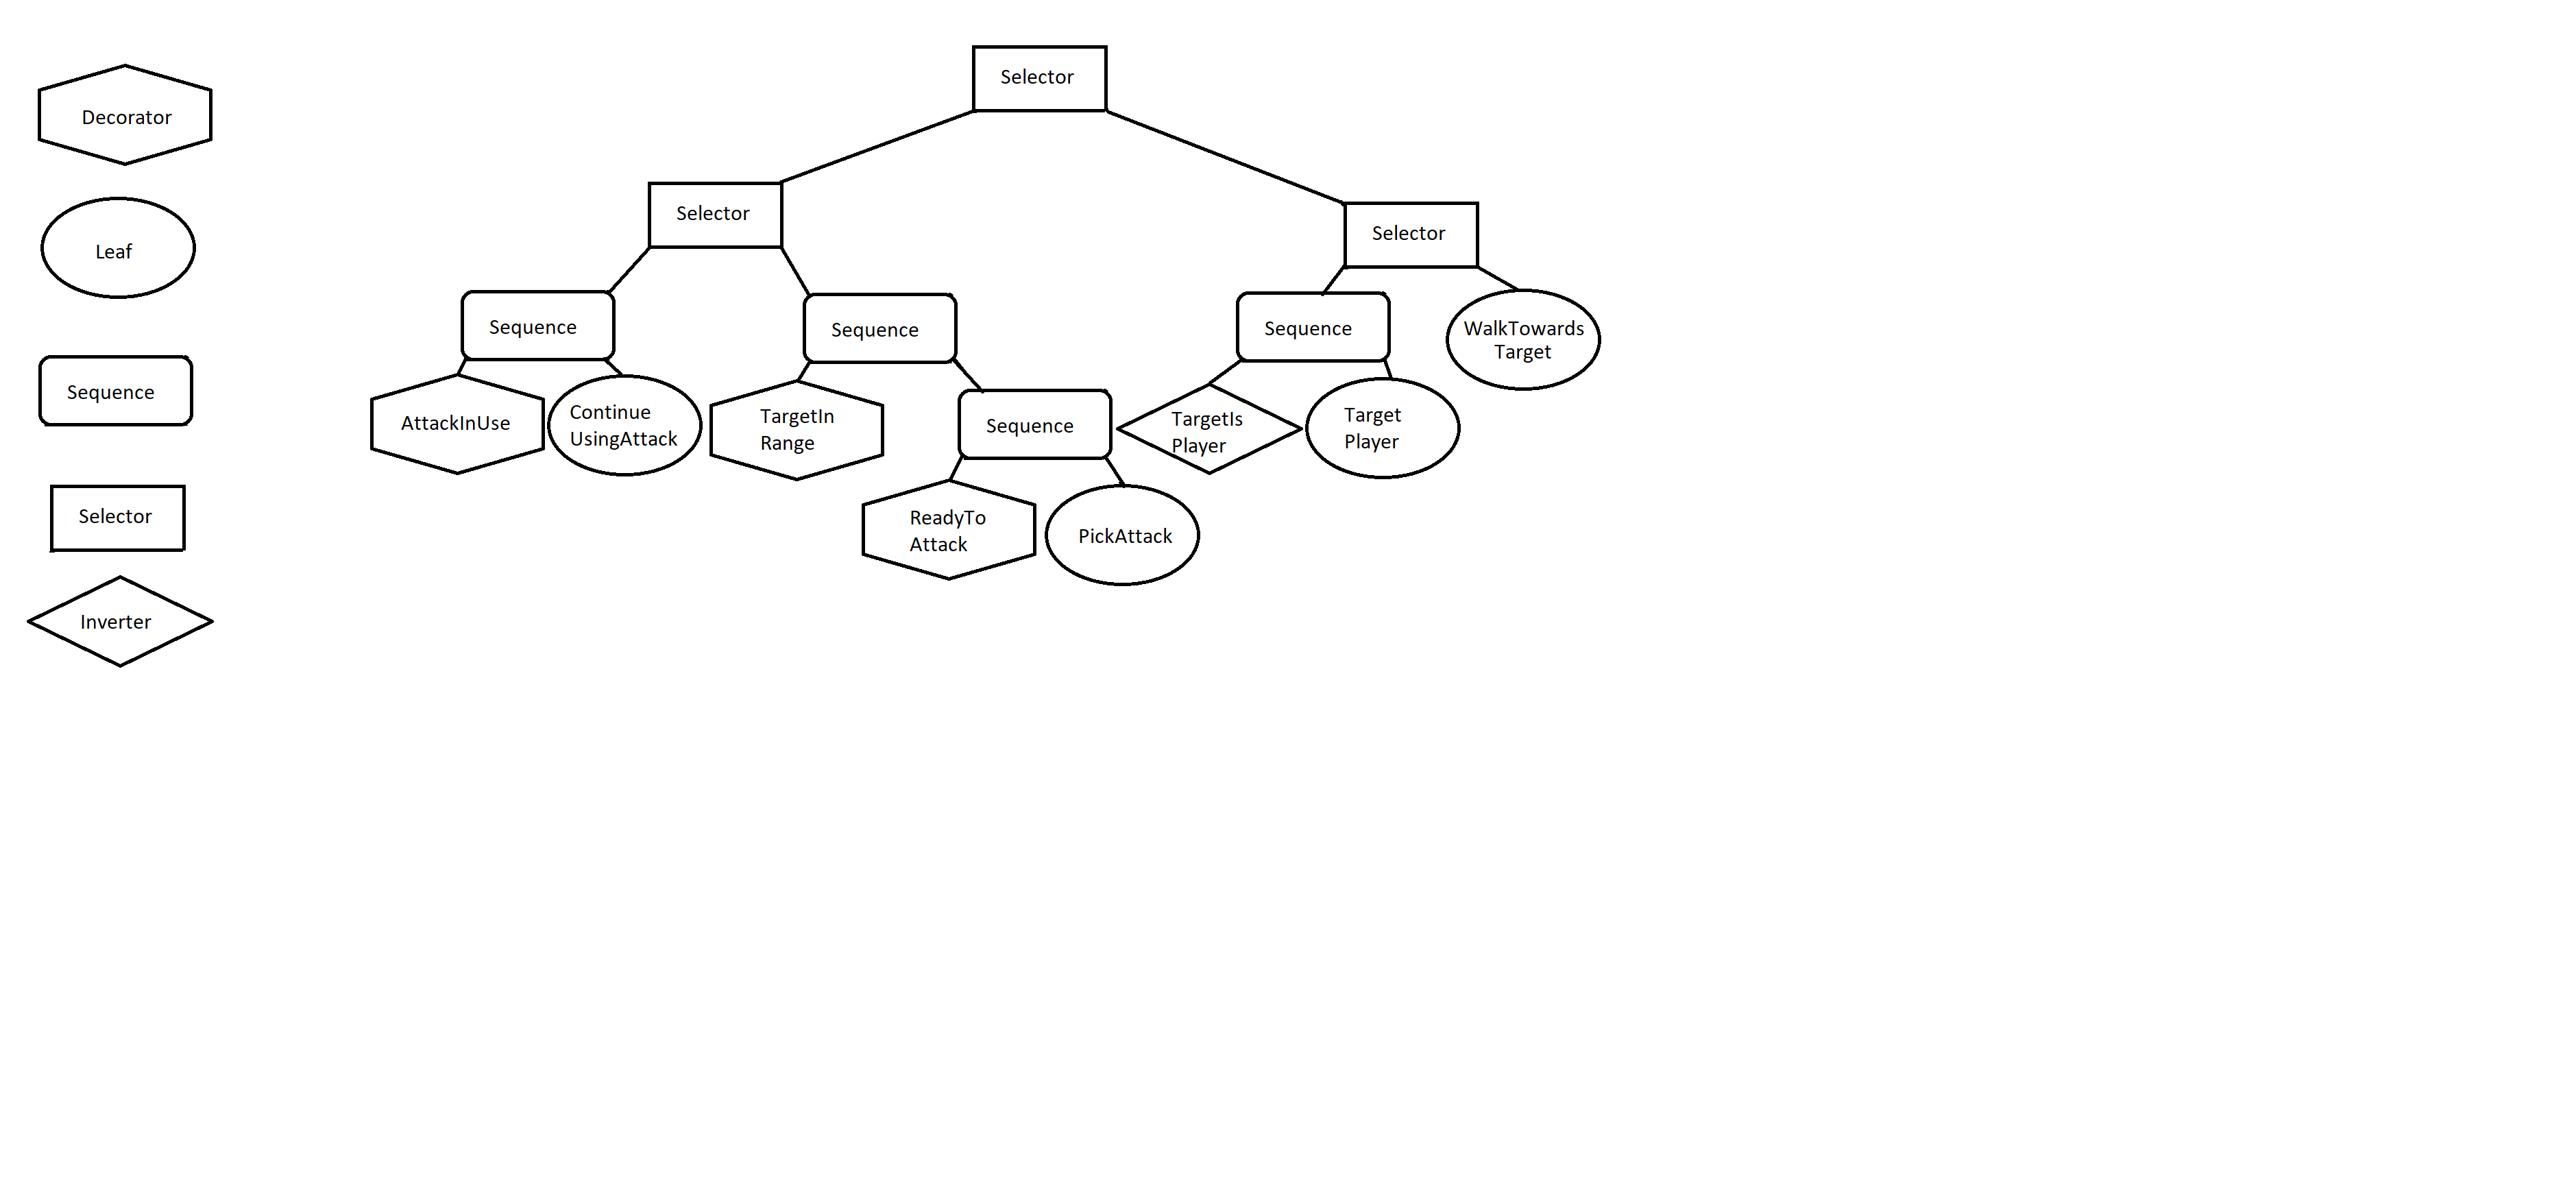 Decorator
Leaf
Sequence
Selector
Inverter
Selector
Selector
Selector
Sequence
Sequence
Sequence
WalkTowards
Target
AttackInUse
Continue
UsingAttack
TargetIn
Range
Sequence
TargetIs
Player
Target
Player
ReadyTo
Attack
PickAttack